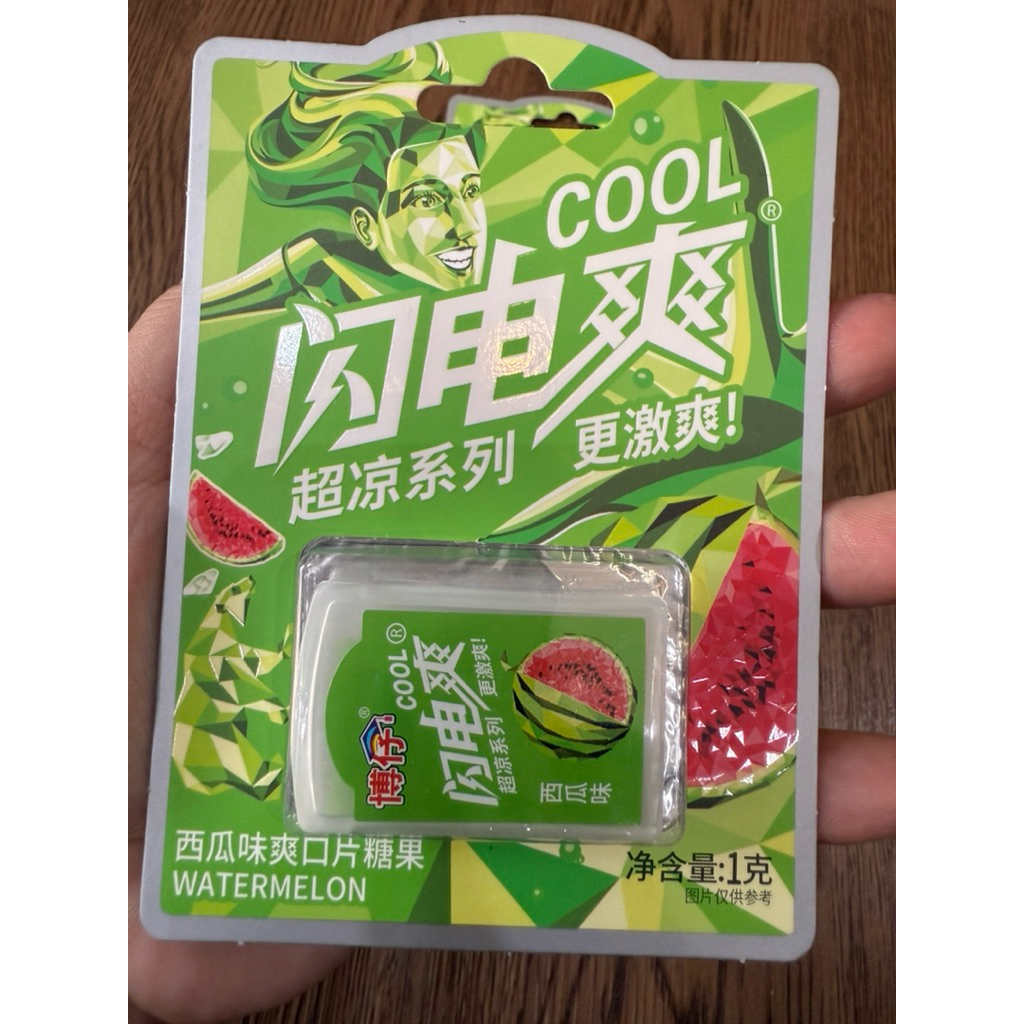 COOL
®
闪电爽
超凉系列
更激爽!
博仔
®
COOL®
闪电爽
超凉系列 更激爽!
西瓜味
西瓜味爽口片糖果
WATERMELON
净含量:1克
图片仅供参考